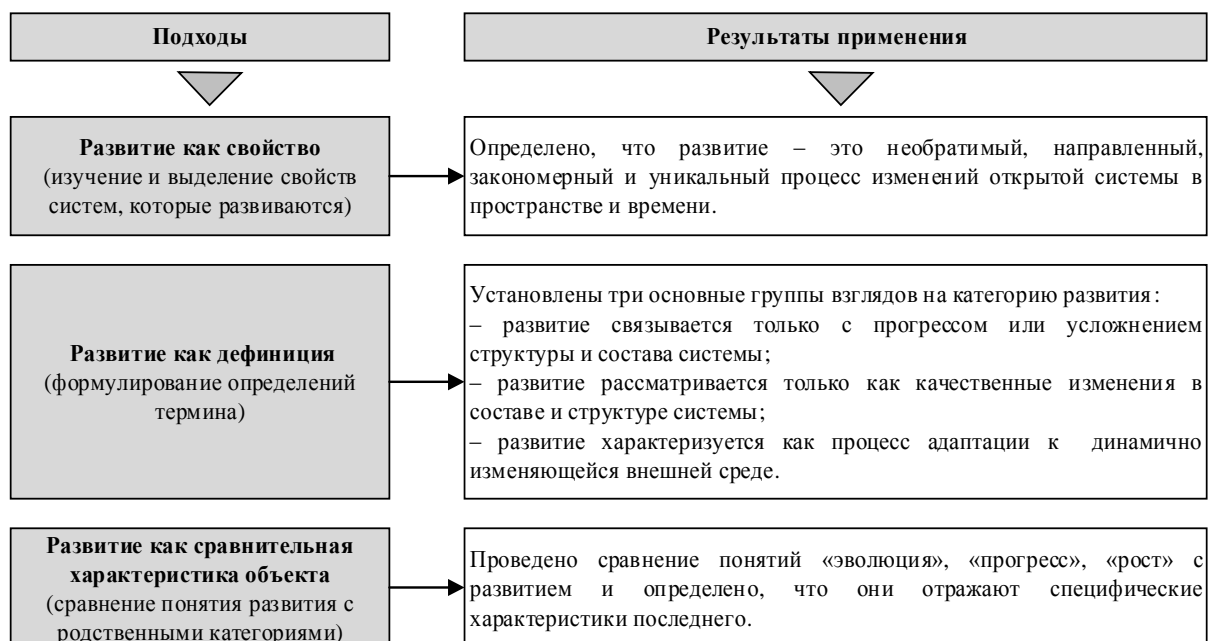 Подходы
Результаты применения
Развитие как свойство
(изучение и выделение свойств
систем, которые развиваются)
Определено, что развитие – это необратимый, направленный,
закономерный и уникальный процесс изменений открытой системы в
пространстве и времени.
Развитие как дефиниция
(формулирование определений
термина)
Установлены три основные группы взглядов на категорию развития:
– развитие связывается только с прогрессом или усложнением
структуры и состава системы;
– развитие рассматривается только как качественные изменения в
составе и структуре системы;
– развитие характеризуется как процесс адаптации к динамично
изменяющейся внешней среде.
Развитие как сравнительная
характеристика объекта
(сравнение понятия развития с
родственными категориями)
Проведено сравнение понятий «эволюция», «прогресс», «рост» с
развитием и определено, что они отражают специфические
характеристики последнего.